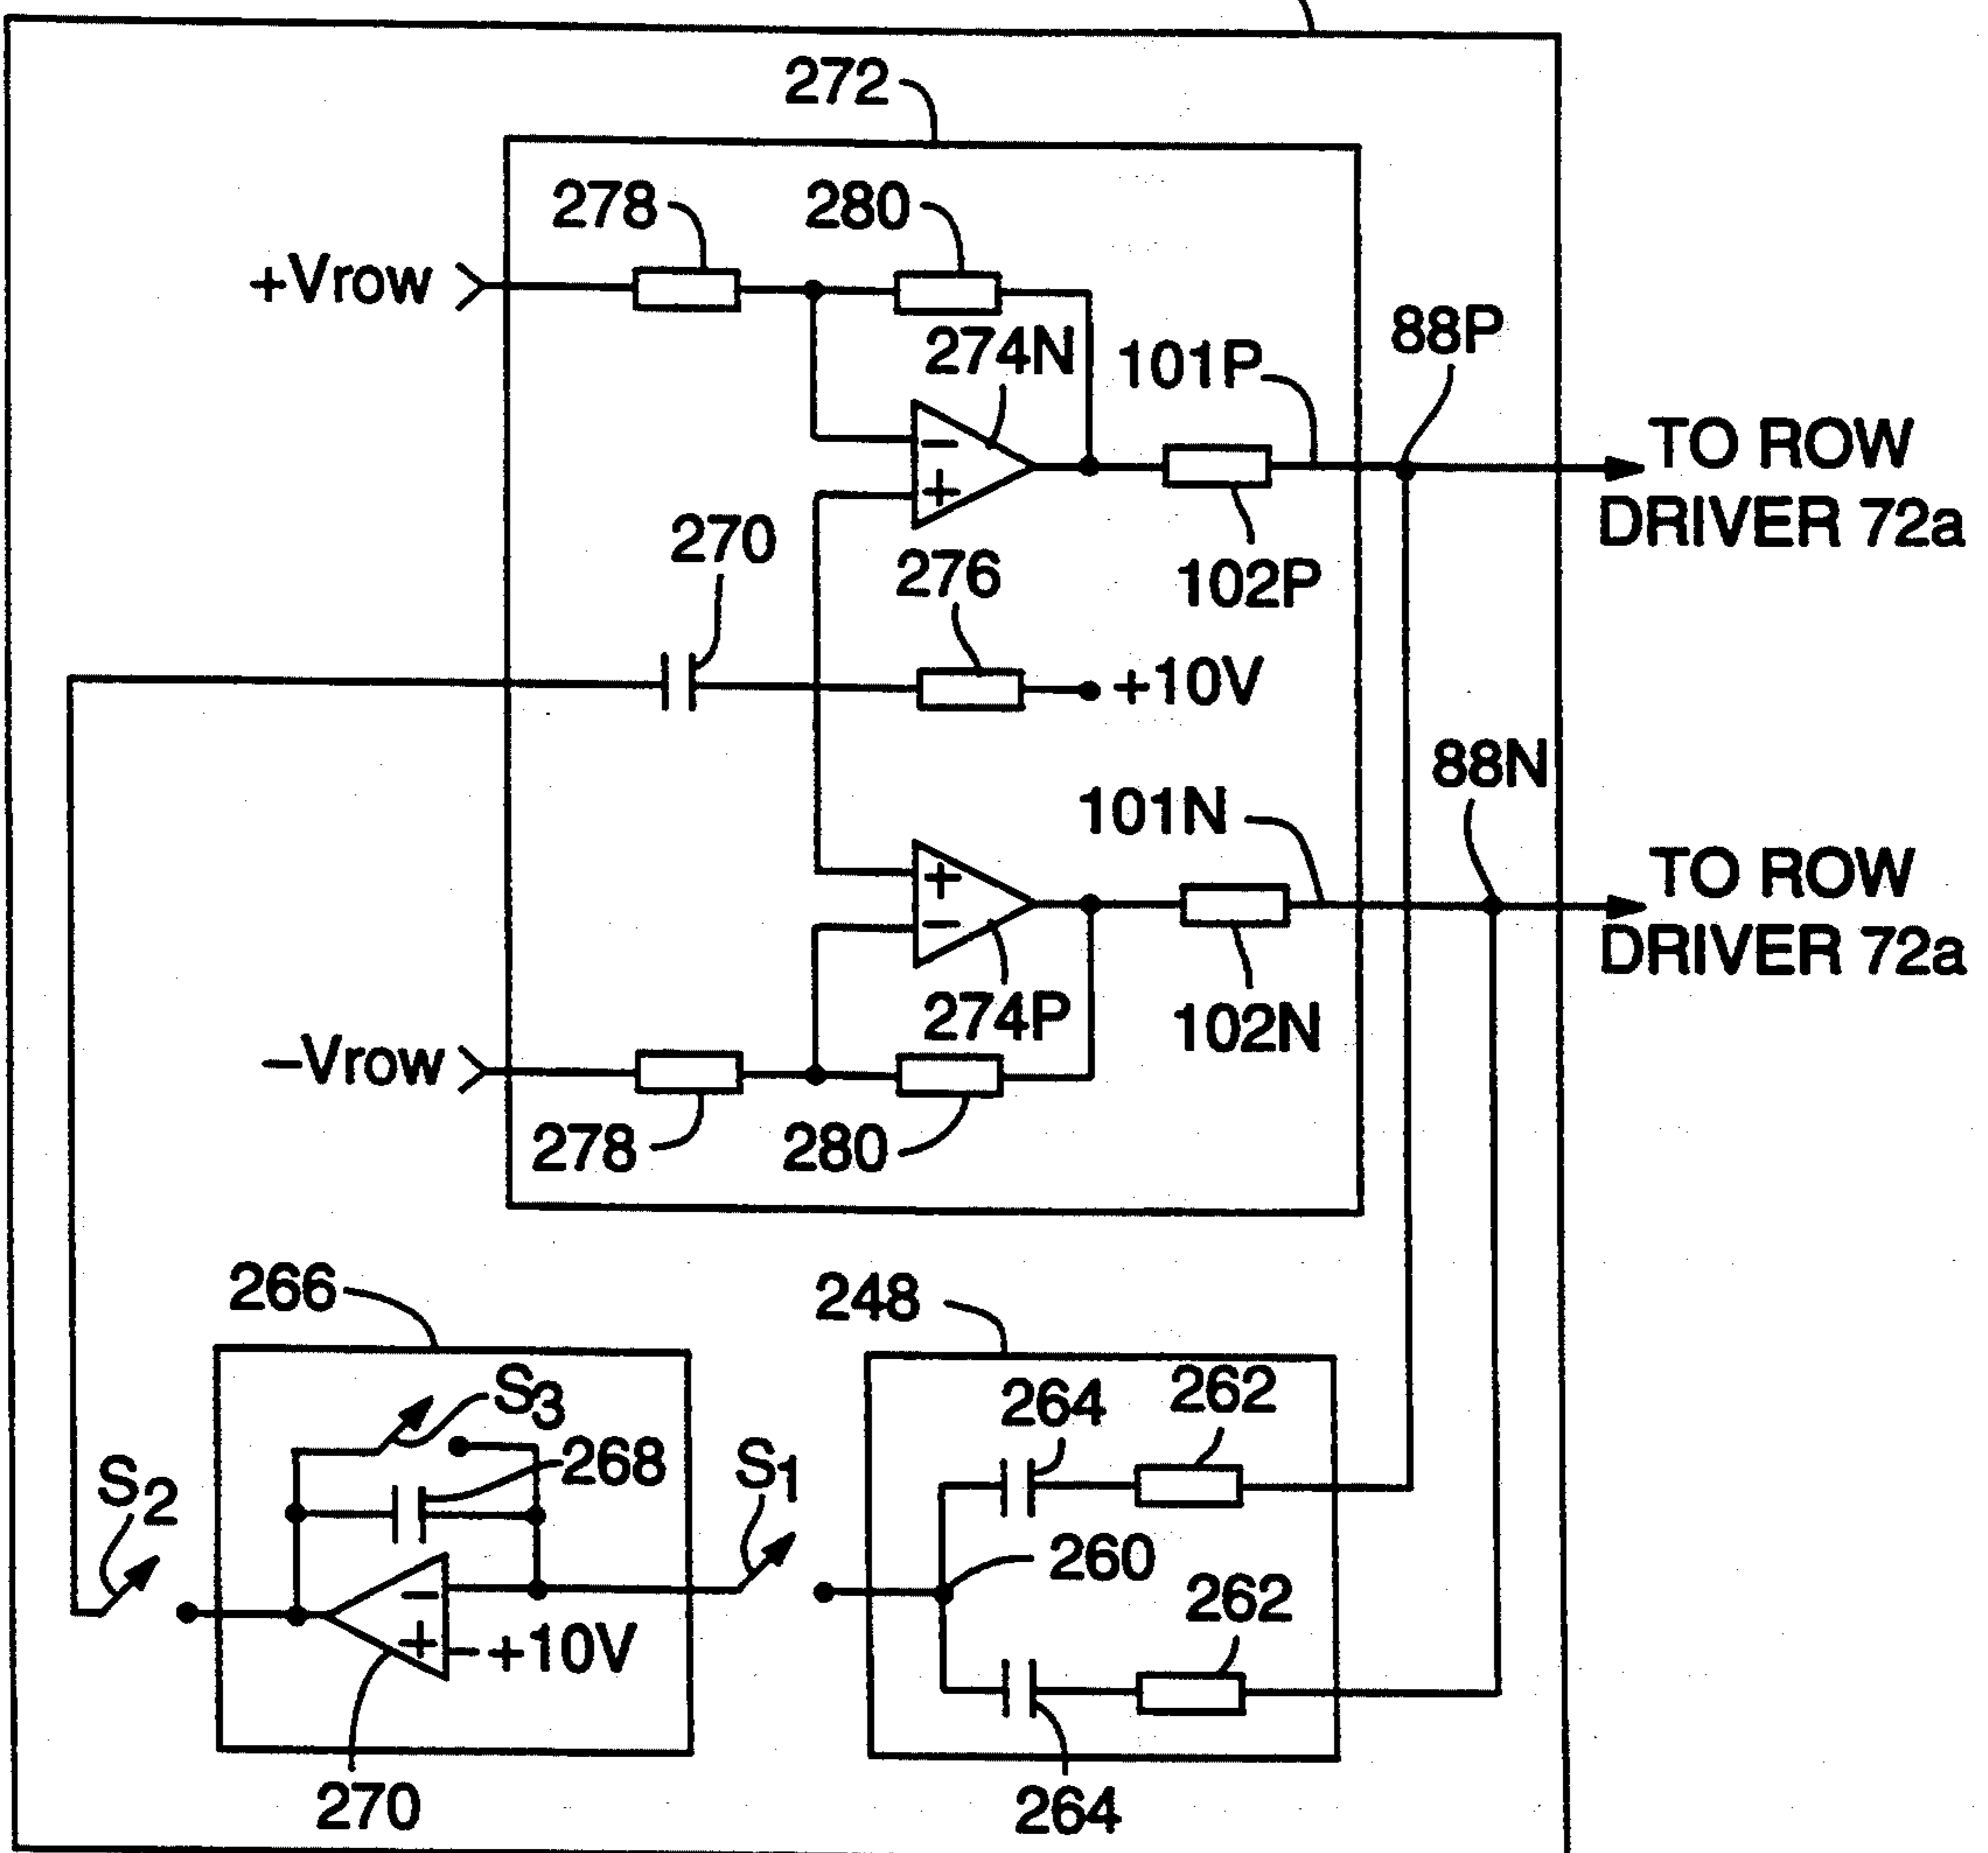 272
278
280
+Vrow
274N
101P
88P
TO ROW
DRIVER 72a
270
276
102P
+10V
88N
101N
TO ROW
DRIVER 72a
274P
102N
−Vrow
278
280
266
248
S3
264
262
268
S1
S2
260
262
+10V
270
264
− + + − − +